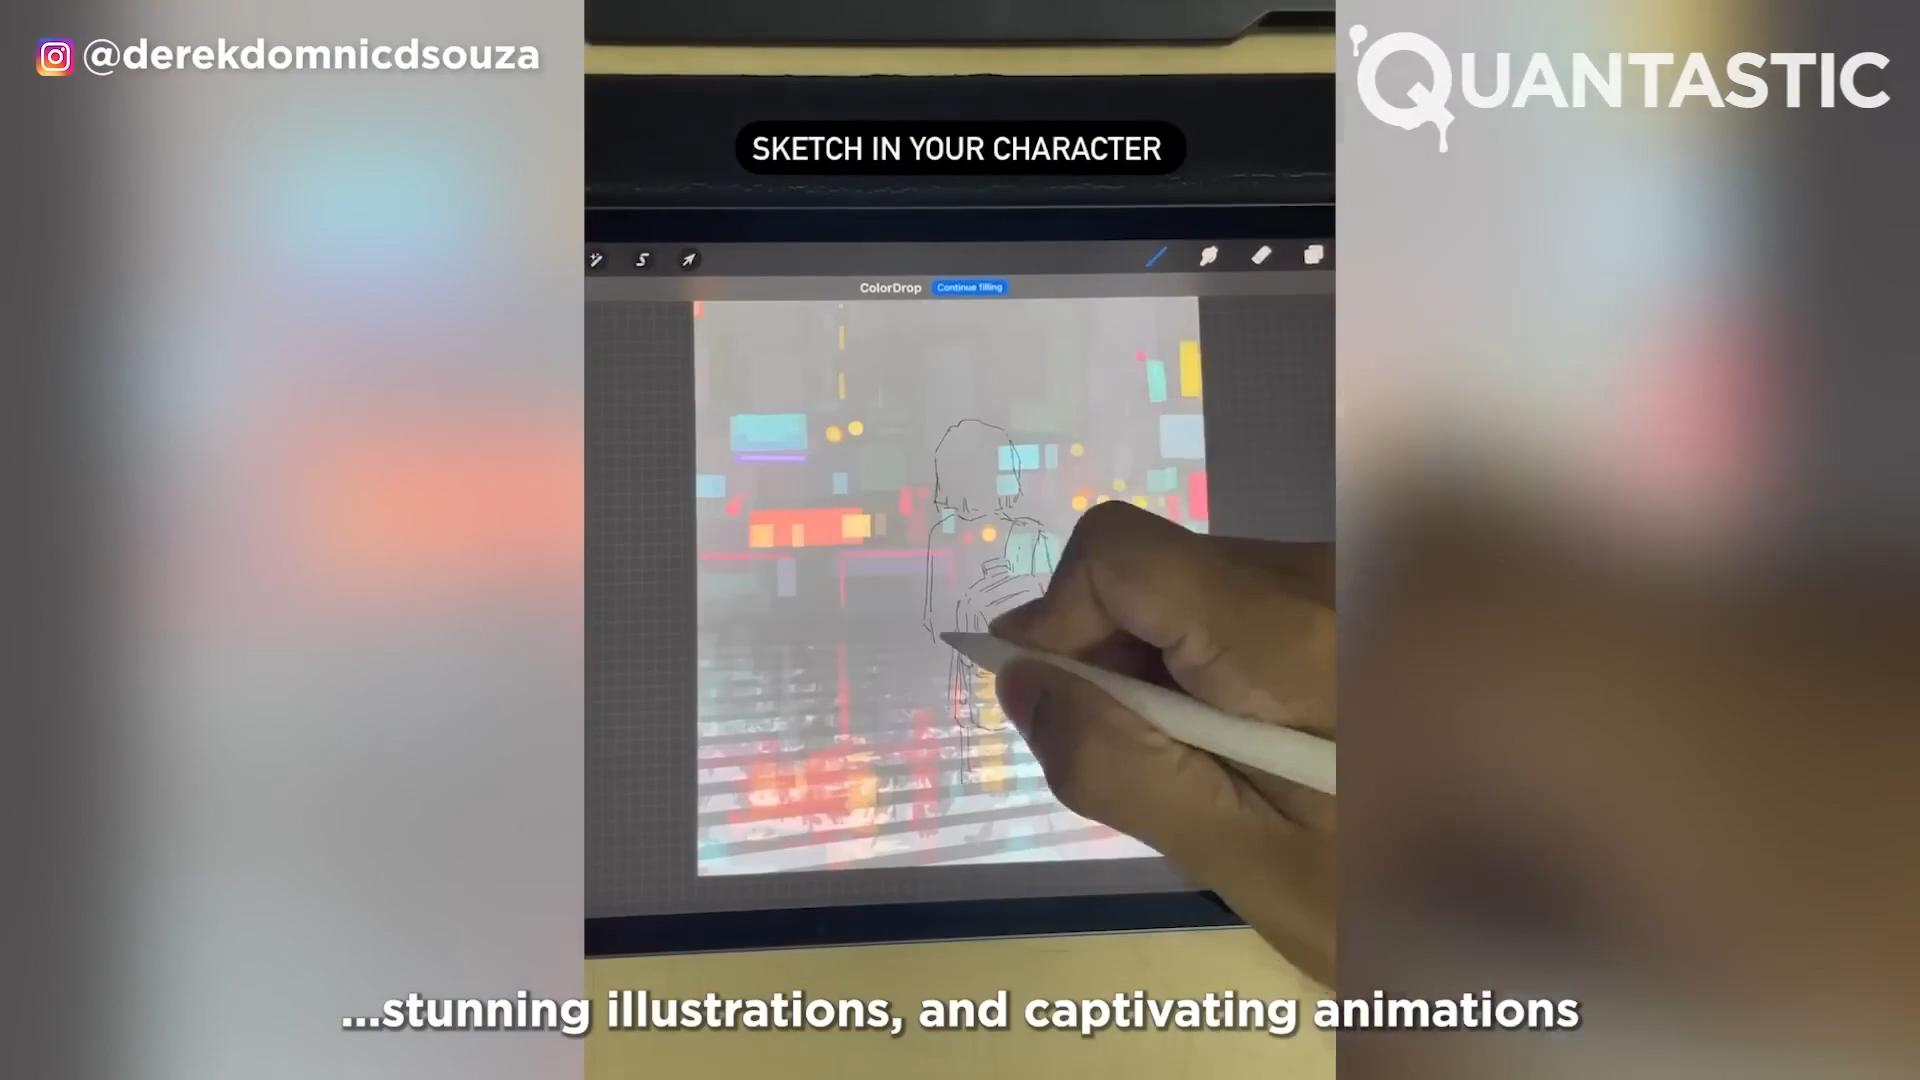 @derekdomnicdsouza
QUANTASTIC
SKETCH IN YOUR CHARACTER
ColorDrop Continue filling
...stunning illustrations, and captivating animations